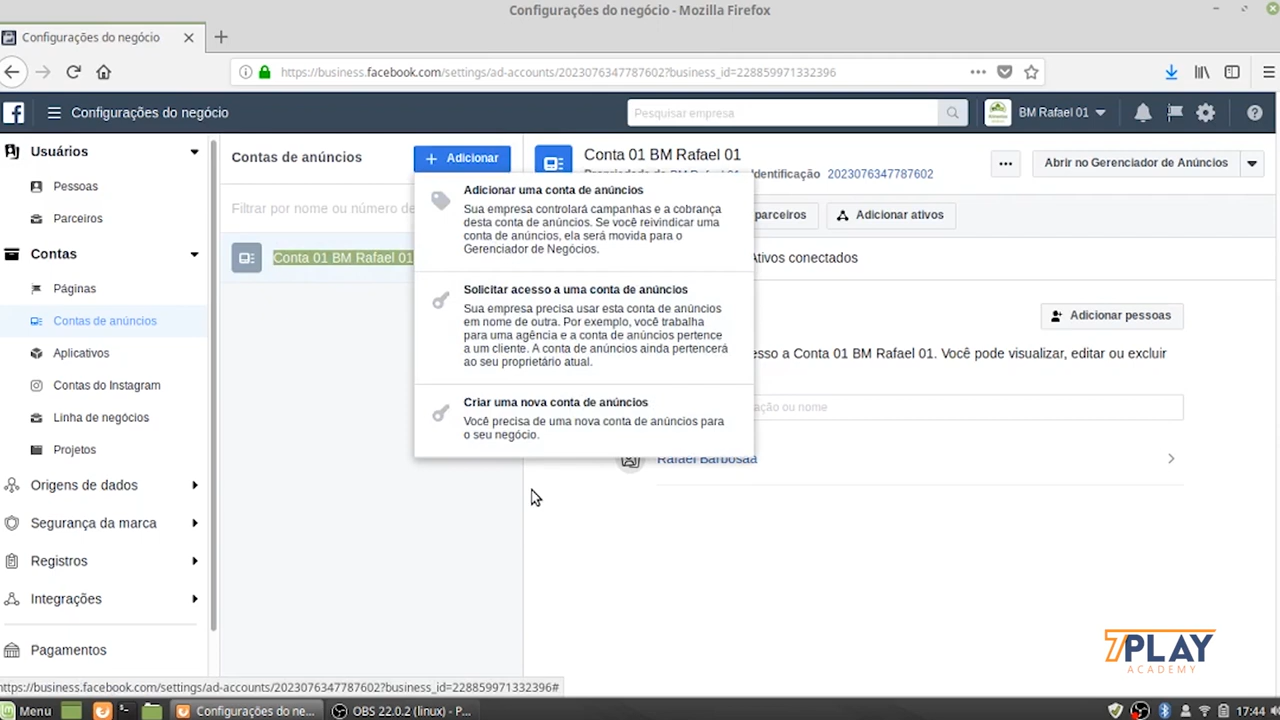 Configurações do negócio - Mozilla Firefox
Configurações do negócio
https://business.facebook.com/settings/ad-accounts/2023076347787602?business_id=228859971332396
Configurações do negócio
Pesquisar empresa
BM Rafael 01
Usuários
Pessoas
Parceiros
Contas
Páginas
Contas de anúncios
Aplicativos
Contas do Instagram
Linha de negócios
Projetos
Origens de dados
Segurança da marca
Registros
Integrações
Pagamentos
Contas de anúncios
Adicionar
Filtrar por nome ou número de
Conta 01 BM Rafael 01
Adicionar uma conta de anúncios
Sua empresa controlará campanhas e a cobrança
desta conta de anúncios. Se você reivindicar uma
conta de anúncios, ela será movida para o
Gerenciador de Negócios.
Solicitar acesso a uma conta de anúncios
Sua empresa precisa usar esta conta de anúncios
em nome de outra. Por exemplo, você trabalha
para uma agência e a conta de anúncios pertence
a um cliente. A conta de anúncios ainda pertencerá
ao seu proprietário atual.
Criar uma nova conta de anúncios
Você precisa de uma nova conta de anúncios para
o seu negócio.
Conta 01 BM Rafael 01
Identificação 2023076347787602
Abrir no Gerenciador de Anúncios
parceiros
Adicionar ativos
Ativos conectados
Adicionar pessoas
esso a Conta 01 BM Rafael 01. Você pode visualizar, editar ou excluir
ação ou nome
Rafael Barbosaa
7PLAY
ACADEMY
https://business.facebook.com/settings/ad-accounts/2023076347787602?business_id=228859971332396#
Menu
Configurações do ne...
OBS 22.0.2 (linux) - P...
17:44